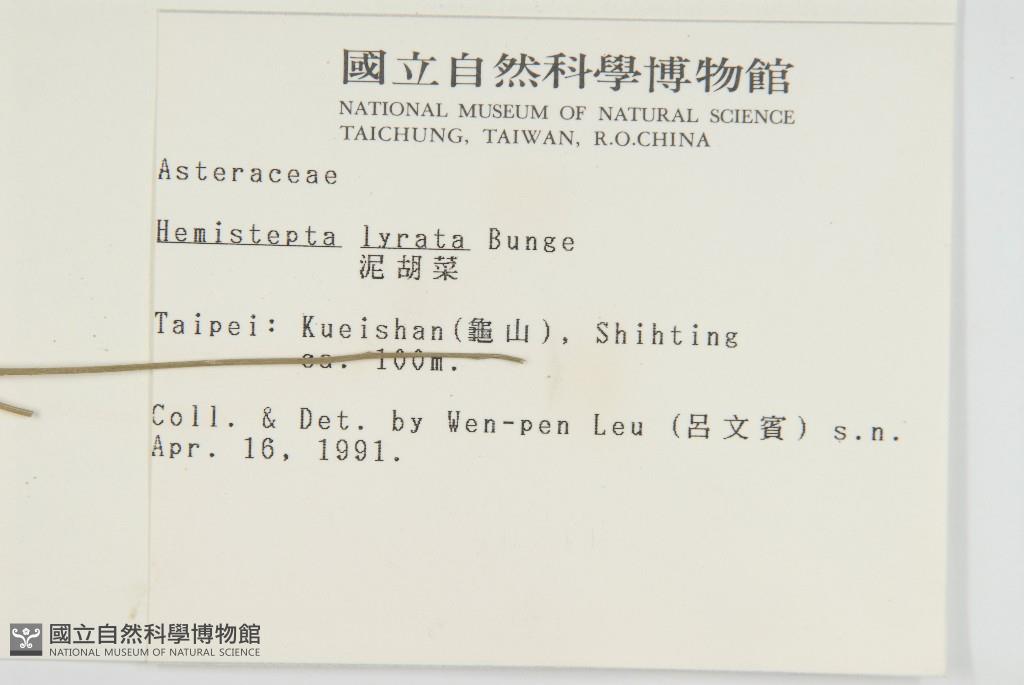 國立自然科學博物館
NATIONAL MUSEUM OF NATURAL SCIENCE
TAICHUNG, TAIWAN, R.O.CHINA
Asteraceae
Hemistepta lyrata Bunge
泥胡菜
Taipei: Kueishan(龜山), Shihting
ca. 100m.
Coll. & Det. by Wen-pen Leu (呂文賓) s.n.
Apr. 16, 1991.
國立自然科學博物館
NATIONAL MUSEUM OF NATURAL SCIENCE